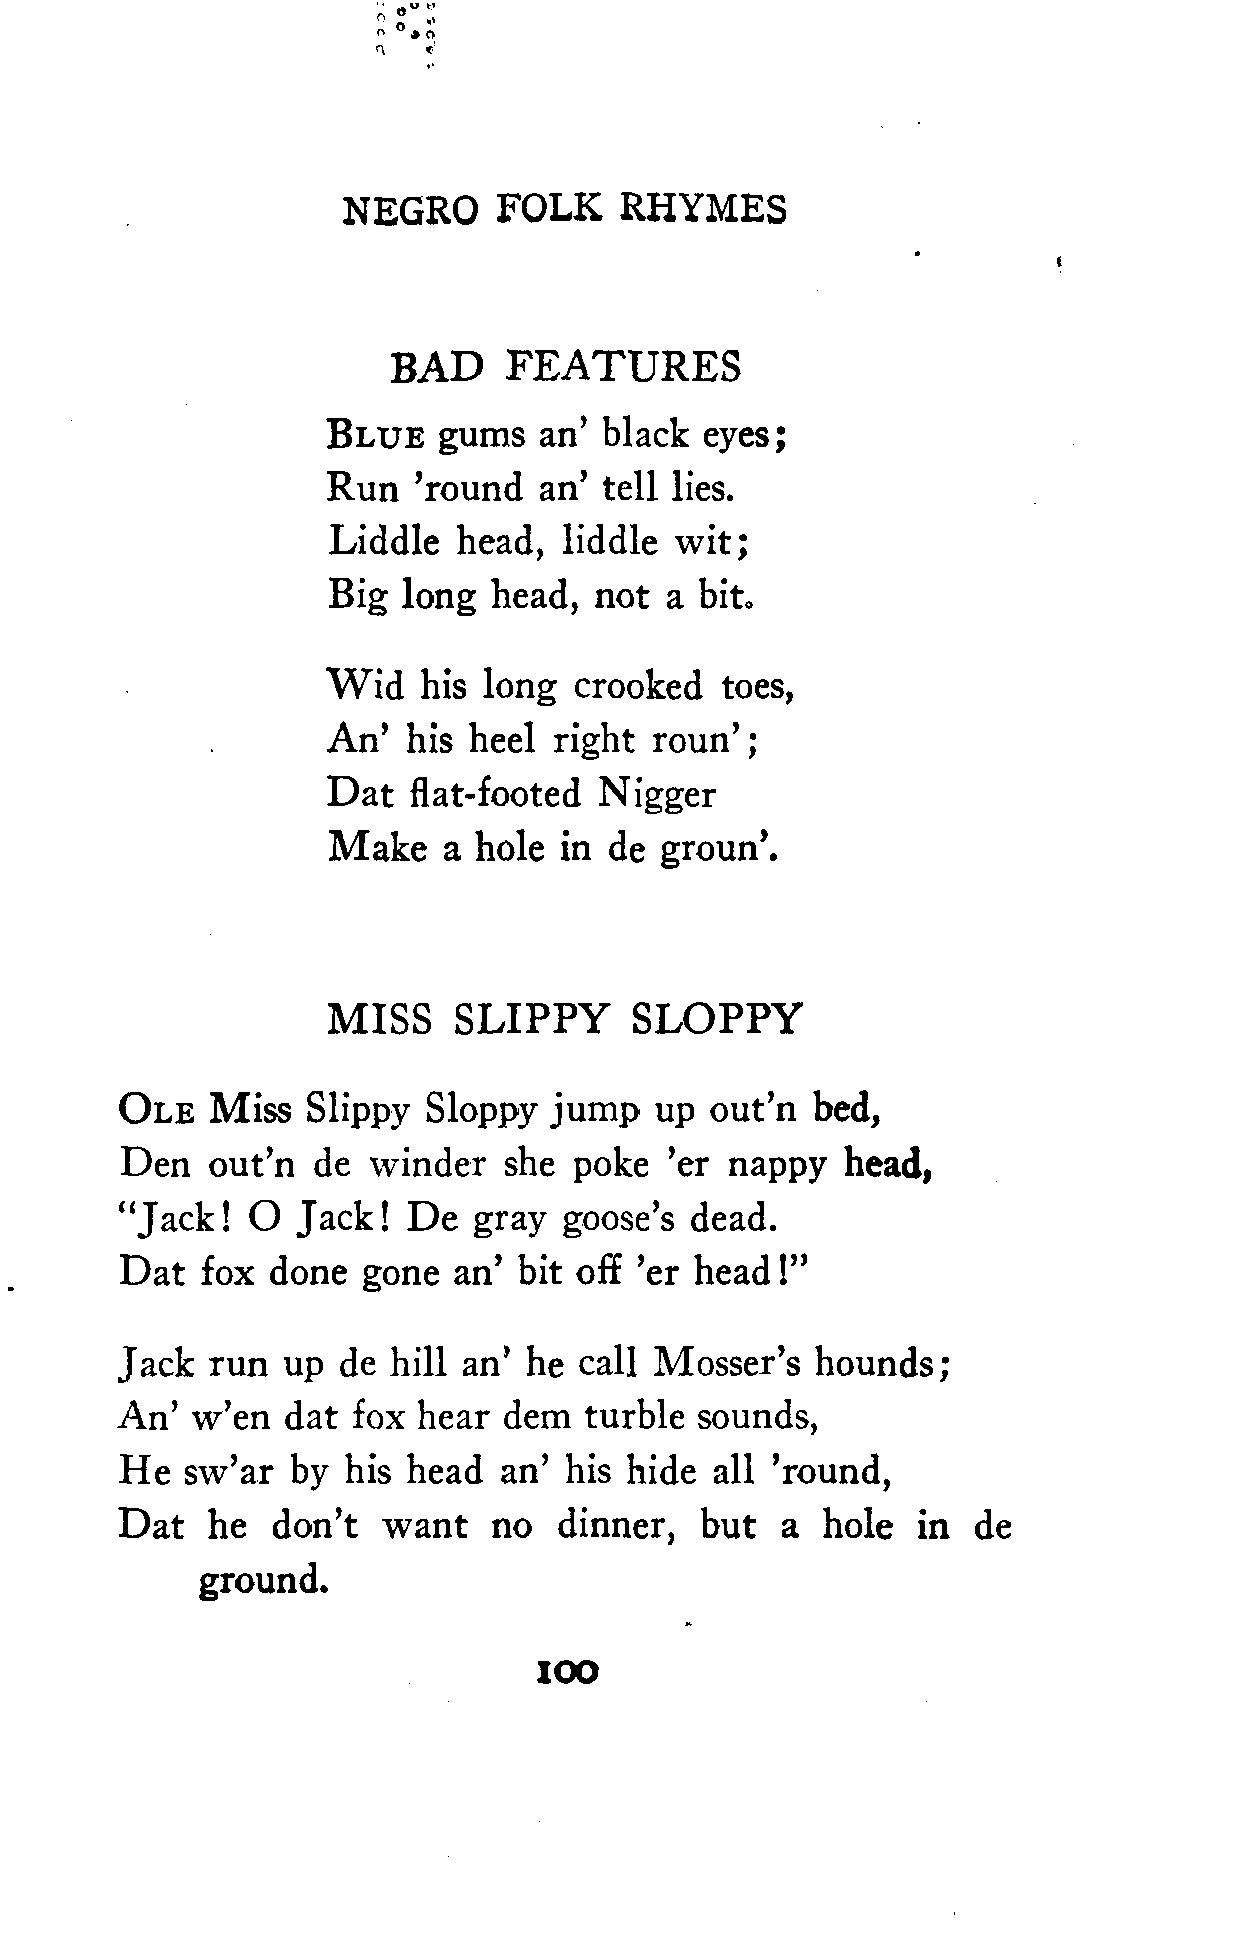 NEGRO FOLK RHYMES
BAD FEATURES
BLUE gums an' black eyes;
Run 'round an' tell lies.
Liddle head, liddle wit;
Big long head, not a bit.
Wid his long crooked toes,
An' his heel right roun';
Dat flat-footed Nigger
Make a hole in de groun'.
MISS SLIPPY SLOPPY
OLE Miss Slippy Sloppy jump up out'n bed,
Den out'n de winder she poke 'er nappy head,
"Jack! O Jack! De gray goose's dead.
Dat fox done gone an' bit off 'er head!"
Jack run up de hill an' he call Mosser's hounds;
An' w'en dat fox hear dem turble sounds,
He sw'ar by his head an' his hide all 'round,
Dat he don't want no dinner, but a hole in de
ground.
100